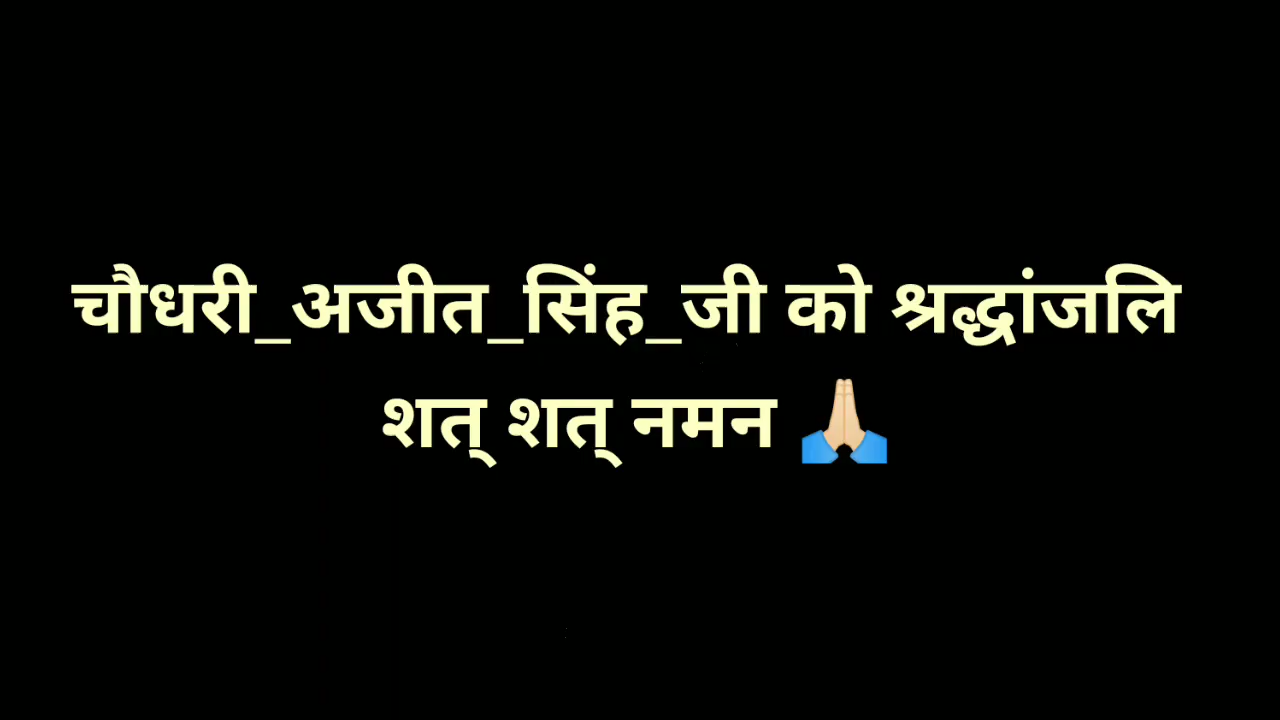 चौधरी_अजीत_सिंह_जी को श्रद्धांजलि
शत् शत् नमन 🙏🏻